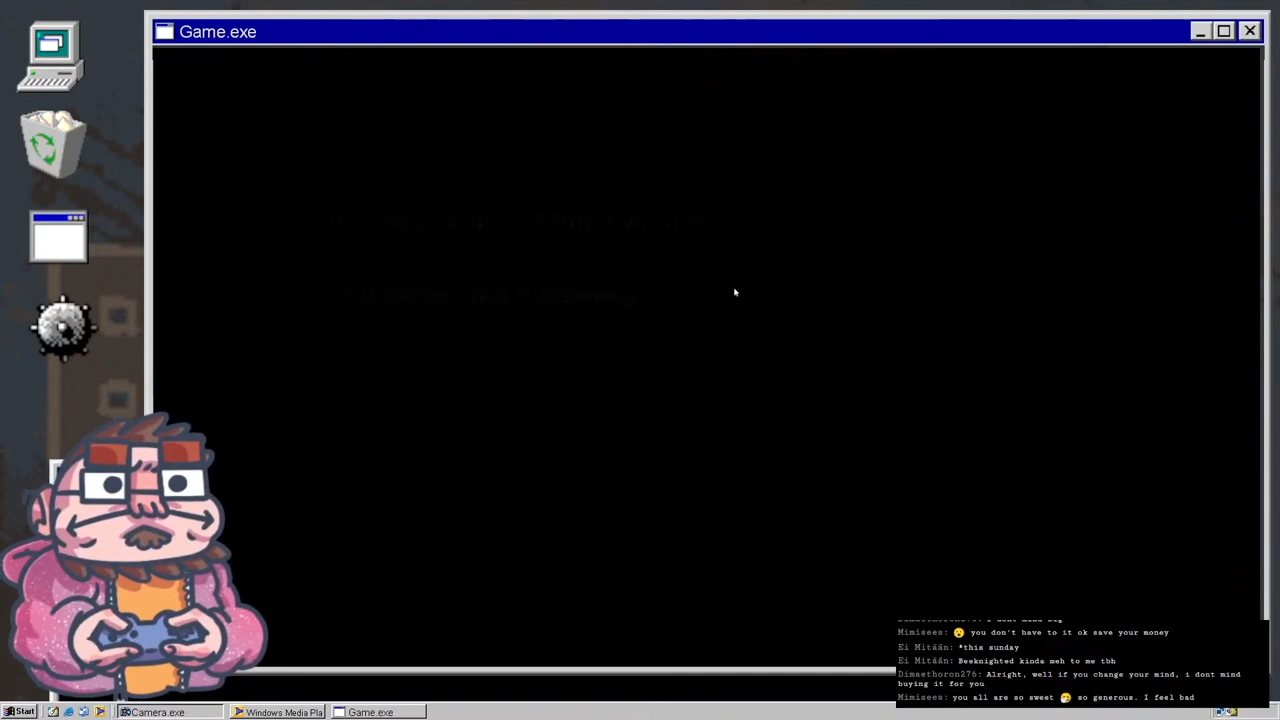 Game.exe
Mimisees: 😮 you don't have to it ok save your money
Ei Mitään: *this sunday
Ei Mitään: Beeknighted kinda meh to me tbh
Dimaethoron276: Alright, well if you change your mind, i dont mind
buying it for you
Mimisees: you all are so sweet 🥲 so generous. I feel bad
Start
Camera.exe
Windows Media Pla
Game.exe